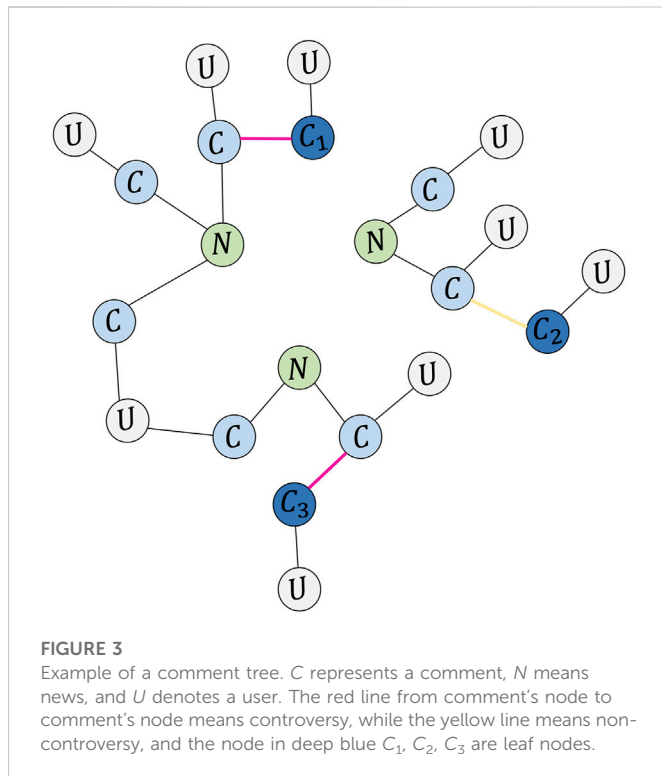 U U
U C C₁ U
C C
N N U
C U
C C₂
N U
U C C
C₃
U
FIGURE 3
Example of a comment tree. C represents a comment, N means
news, and U denotes a user. The red line from comment's node to
comment's node means controversy, while the yellow line means non-
controversy, and the node in deep blue C₁, C₂, C₃ are leaf nodes.